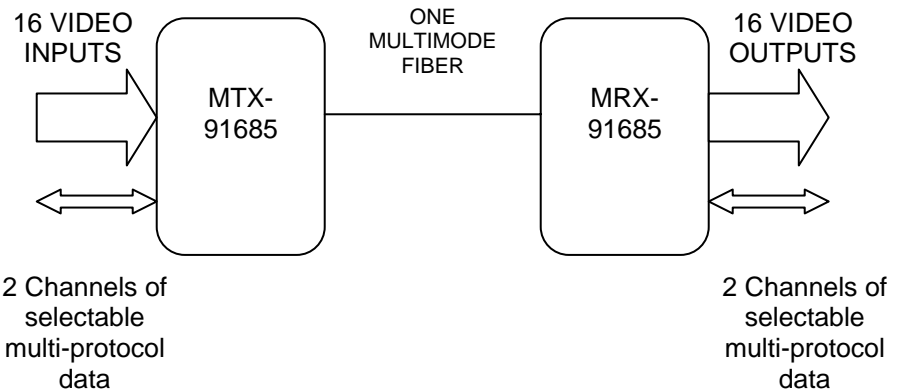 16 VIDEO
INPUTS
ONE
MULTIMODE
FIBER
16 VIDEO
OUTPUTS
MTX-
91685
MRX-
91685
2 Channels of
selectable
multi-protocol
data
2 Channels of
selectable
multi-protocol
data